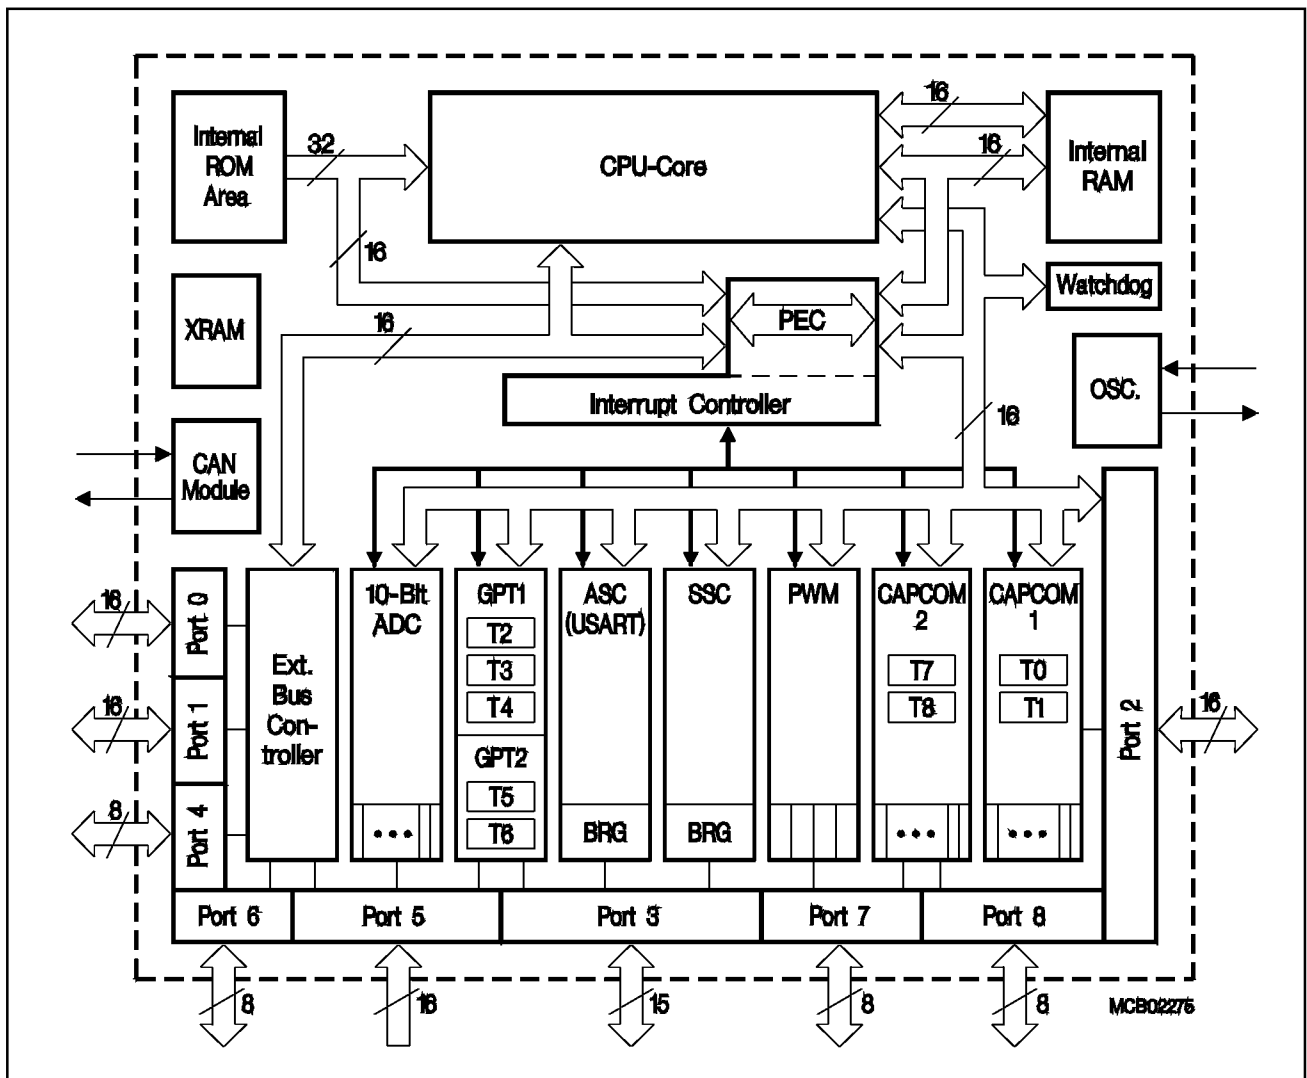 Internal
ROM
Area
32
CPU-Core
16
16
Internal
RAM
16
XRAM
16
PEC
Watchdog
OSC.
Interrupt Controller
16
CAN
Module
16
Port 0
16
Port 1
8
Port 4
Ext.
Bus
Con-
troller
10-Bit
ADC
GPT1
T2
T3
T4
GPT2
T5
T6
ASC
(USART)
BRG
SSC
BRG
PWM
CAPCOM
2
T7
T8
CAPCOM
1
T0
T1
Port 2
16
Port 6
Port 5
Port 3
Port 7
Port 8
8
16
15
8
8
MCB02275